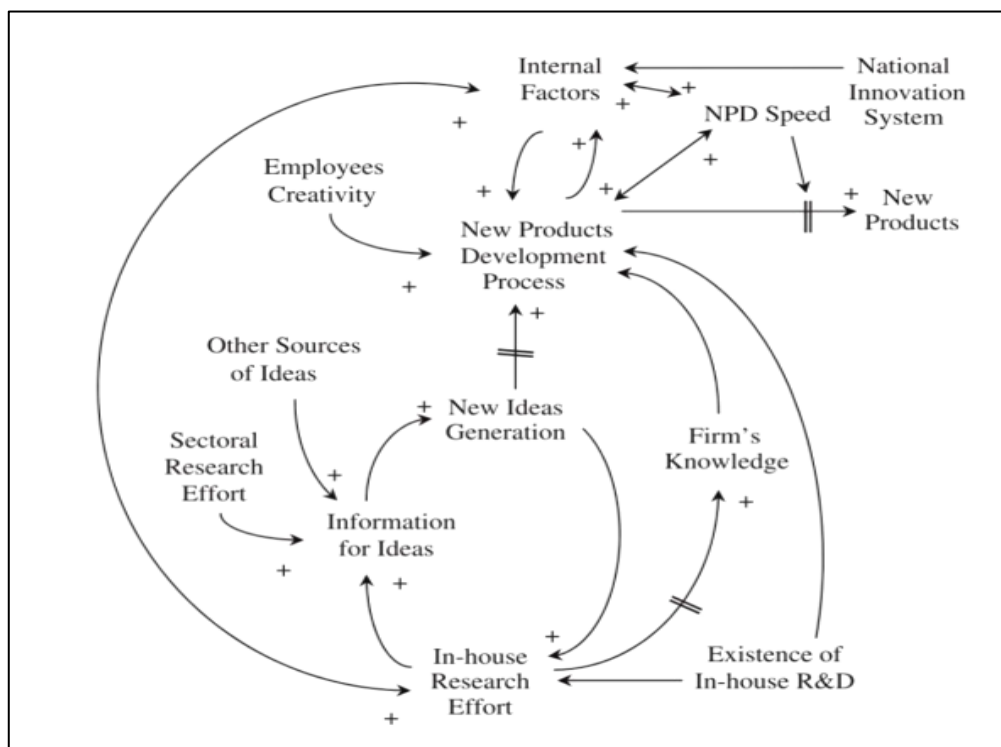 Internal
Factors
National
Innovation
System
NPD Speed
+
+
+
+
+
+
+
+
Employees
Creativity
New
Products
+
New Products
Development
Process
+
+
Other Sources
of Ideas
+
New Ideas
Generation
Firm's
Knowledge
Sectoral
Research
Effort
+
+
Information
for Ideas
+
+
+
In-house
Research
Effort
Existence of
In-house R&D
+